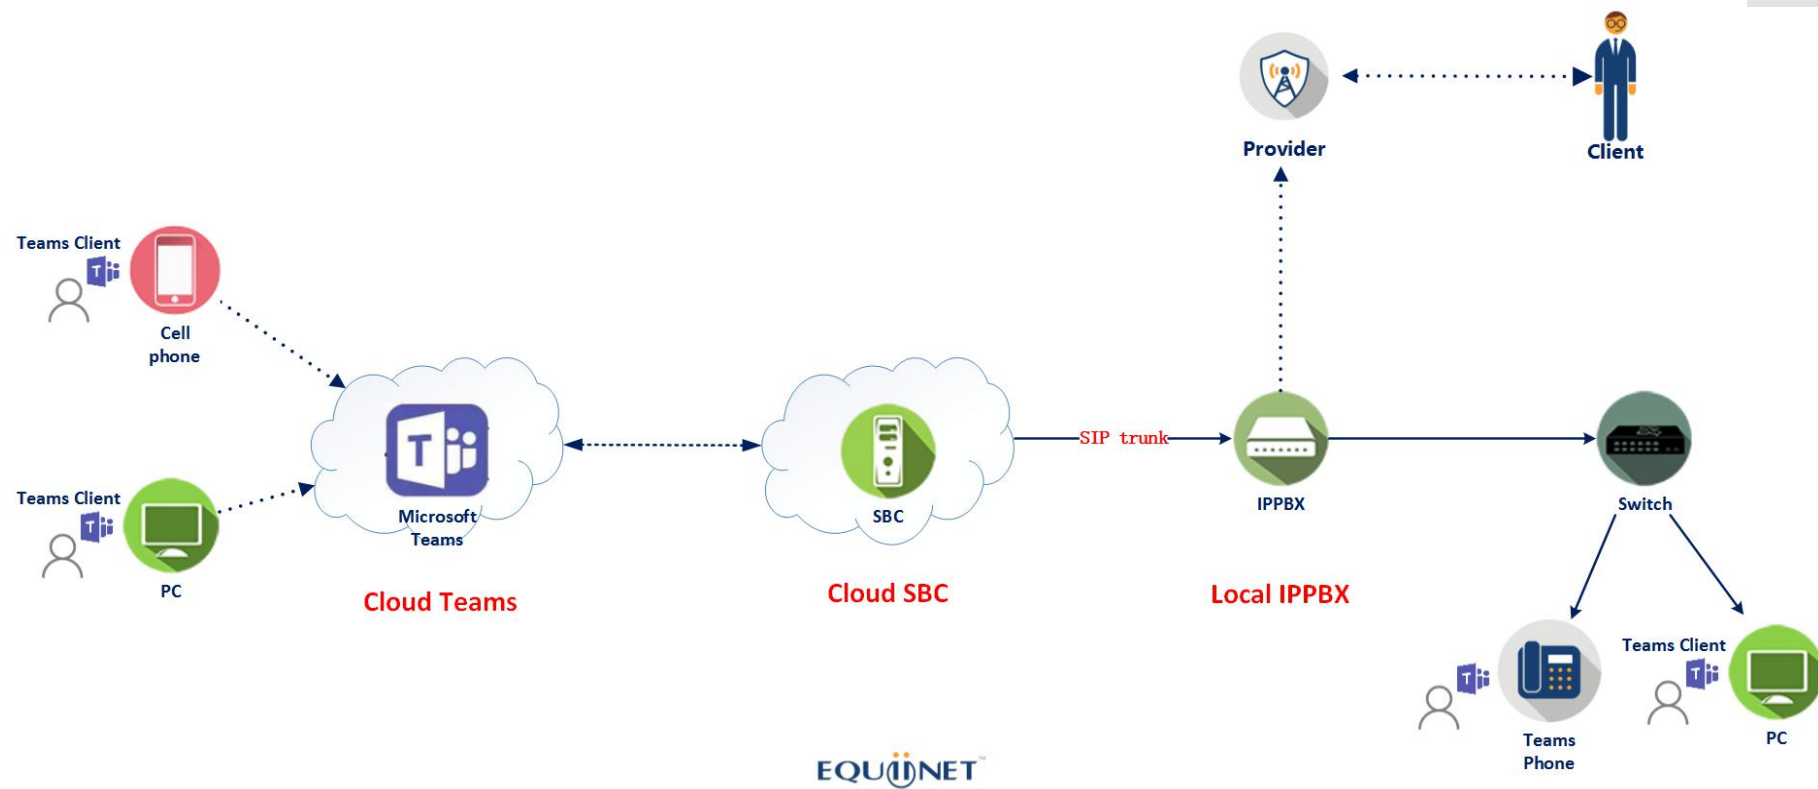 Provider
Client
Teams Client
T
Cell
phone
T
Microsoft
Teams
SBC
SIP trunk
IPPBX
Switch
Teams Client
T
PC
Cloud Teams
Cloud SBC
Local IPPBX
T
Teams
Phone
Teams Client
T
PC
EQUiiNET™